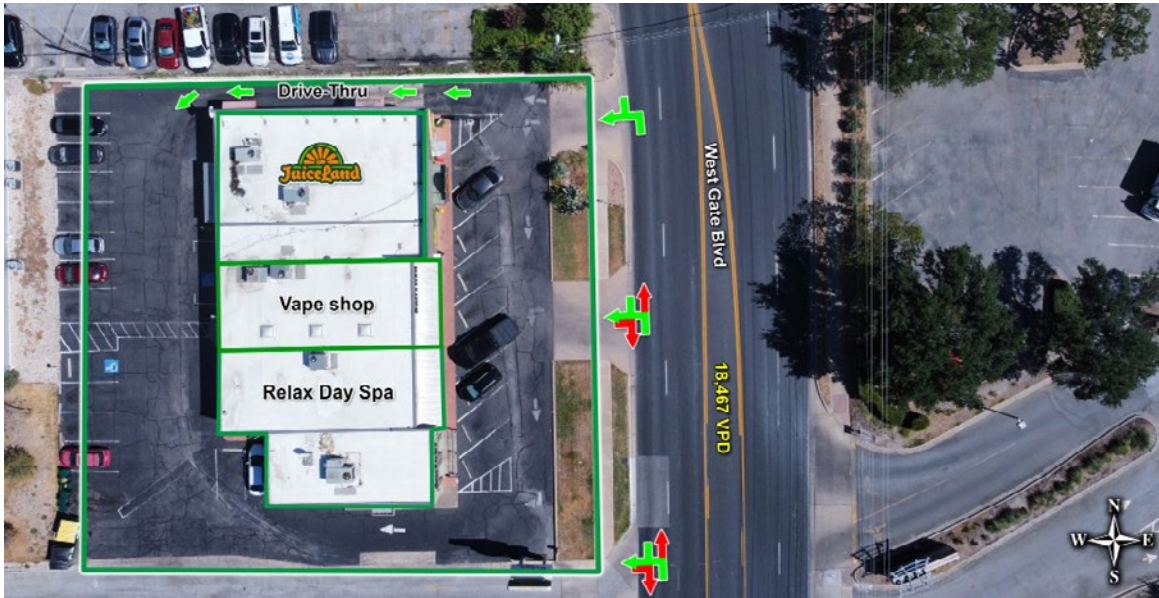 Drive-Thru
JuiceLand
West Gate Blvd
Vape shop
Relax Day Spa
18,467 VPD
N
W E
S